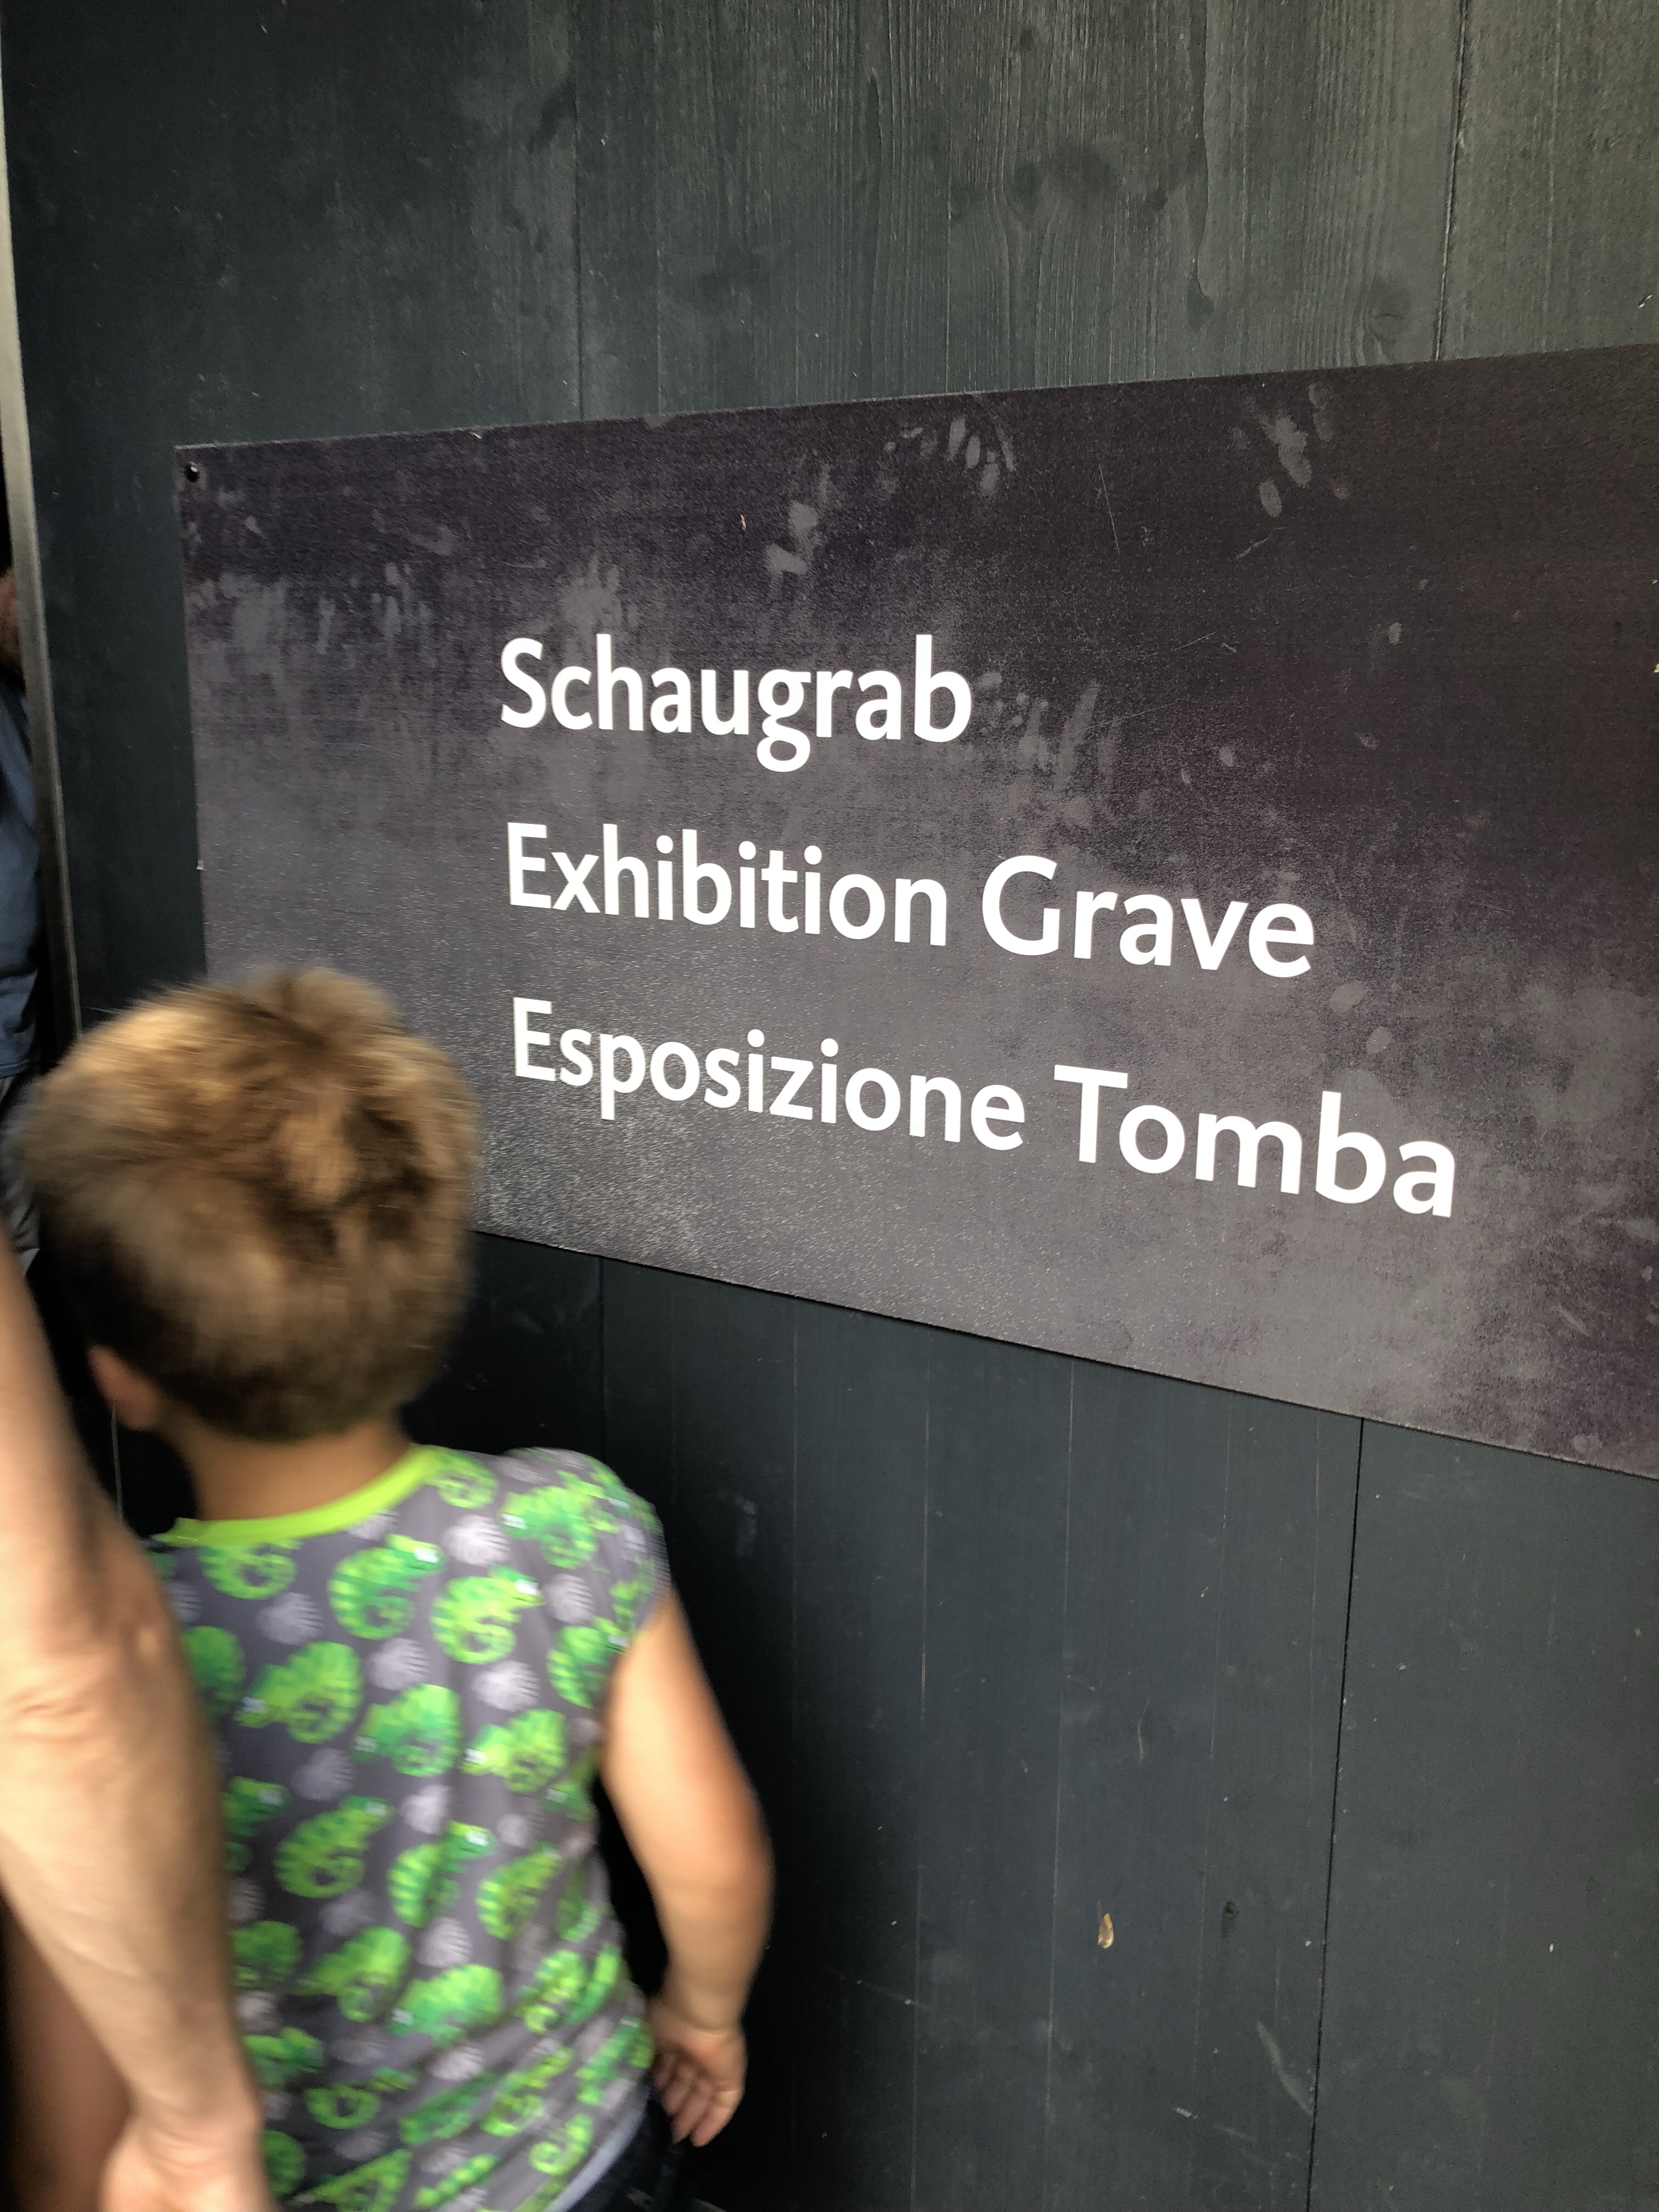 Schaugrab
Exhibition Grave
Esposizione Tomba